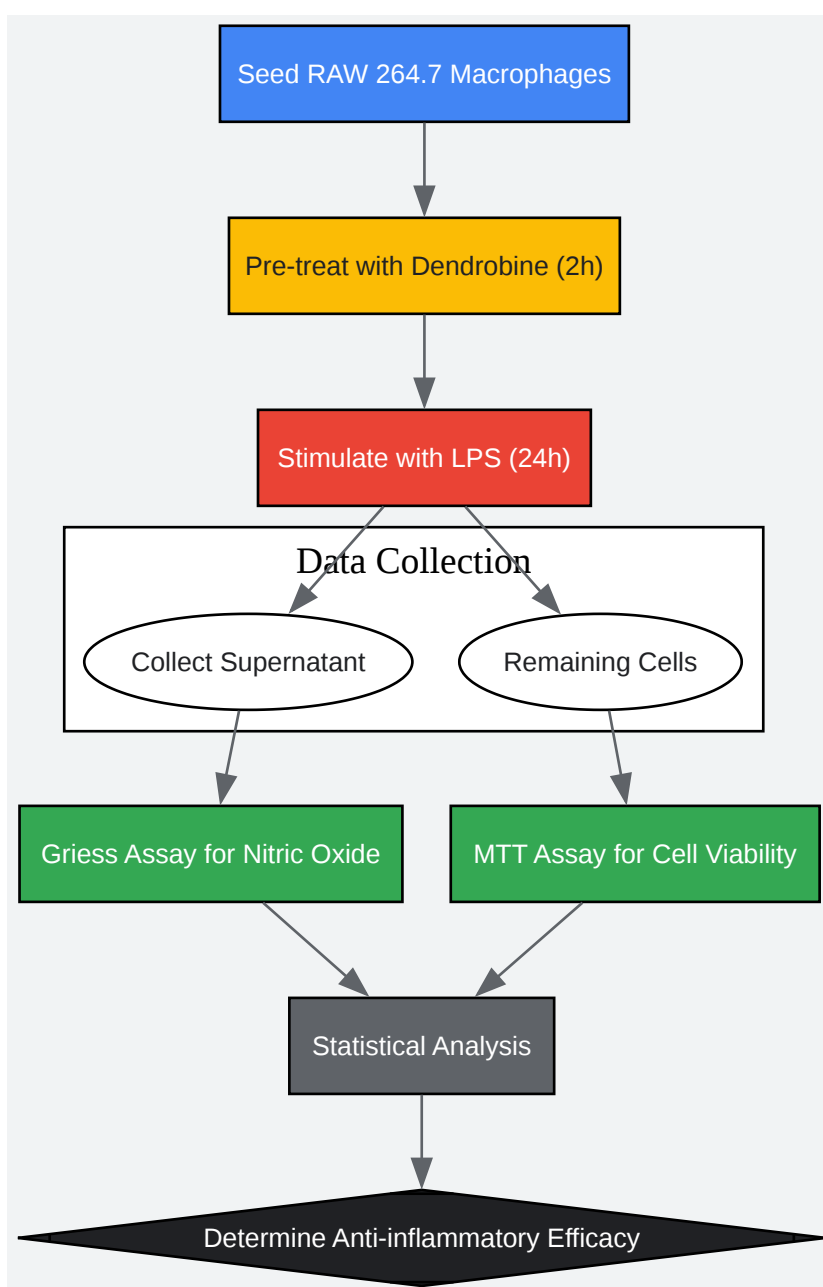 Seed RAW 264.7 Macrophages
Pre-treat with Dendrobine (2h)
Stimulate with LPS (24h)
Data Collection
Collect Supernatant
Remaining Cells
Griess Assay for Nitric Oxide
MTT Assay for Cell Viability
Statistical Analysis
Determine Anti-inflammatory Efficacy